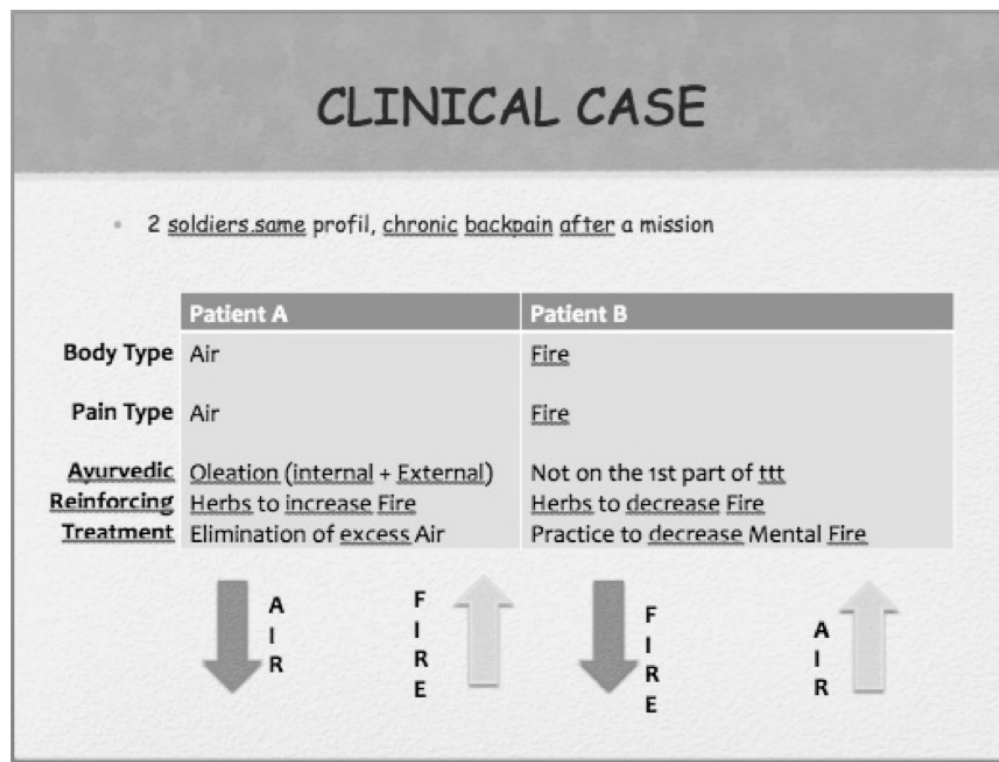 CLINICAL CASE
• 2 soldiers same profil, chronic backpain after a mission
Patient A Patient B
Body Type Air Fire
Pain Type Air Fire
Ayurvedic Oleation (internal + External) Not on the 1st part of ttt
Reinforcing Herbs to increase Fire Herbs to decrease Fire
Treatment Elimination of excess Air Practice to decrease Mental Fire
AIR FIRE FIRE AIR